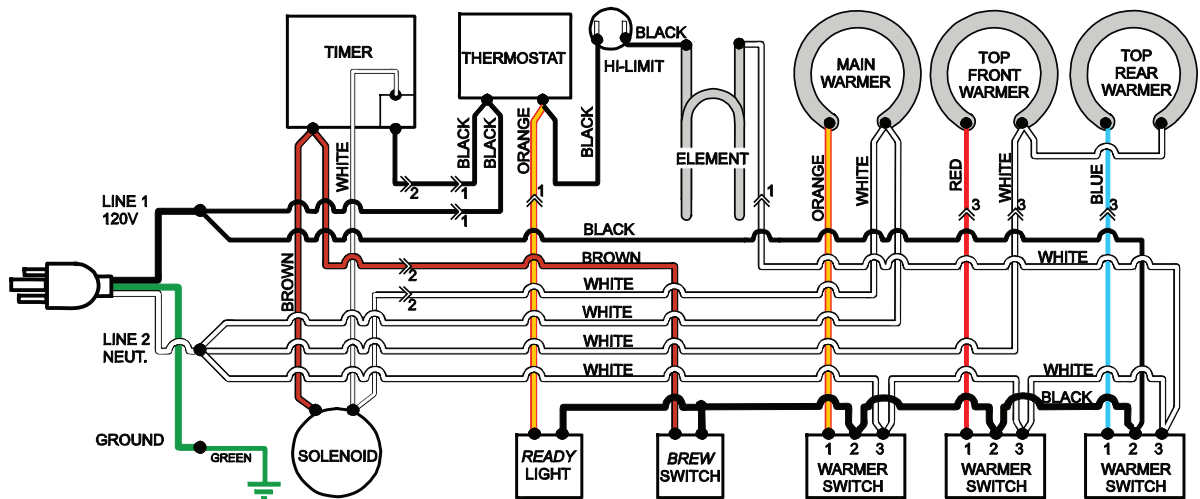 TIMER
THERMOSTAT
HI-LIMIT
BLACK
MAIN
WARMER
TOP
FRONT
WARMER
TOP
REAR
WARMER
ELEMENT
WHITE
BLACK
BLACK
ORANGE
BLACK
ORANGE
WHITE
RED
WHITE
BLUE
2
1
1
1
1
3
3
3
LINE 1
120V
BLACK
BROWN
2
BROWN
WHITE
WHITE
2
WHITE
LINE 2
NEUT.
WHITE
WHITE
WHITE
BLACK
GROUND
GREEN
SOLENOID
READY
LIGHT
BREW
SWITCH
1 2 3
WARMER
SWITCH
1 2 3
WARMER
SWITCH
1 2 3
WARMER
SWITCH